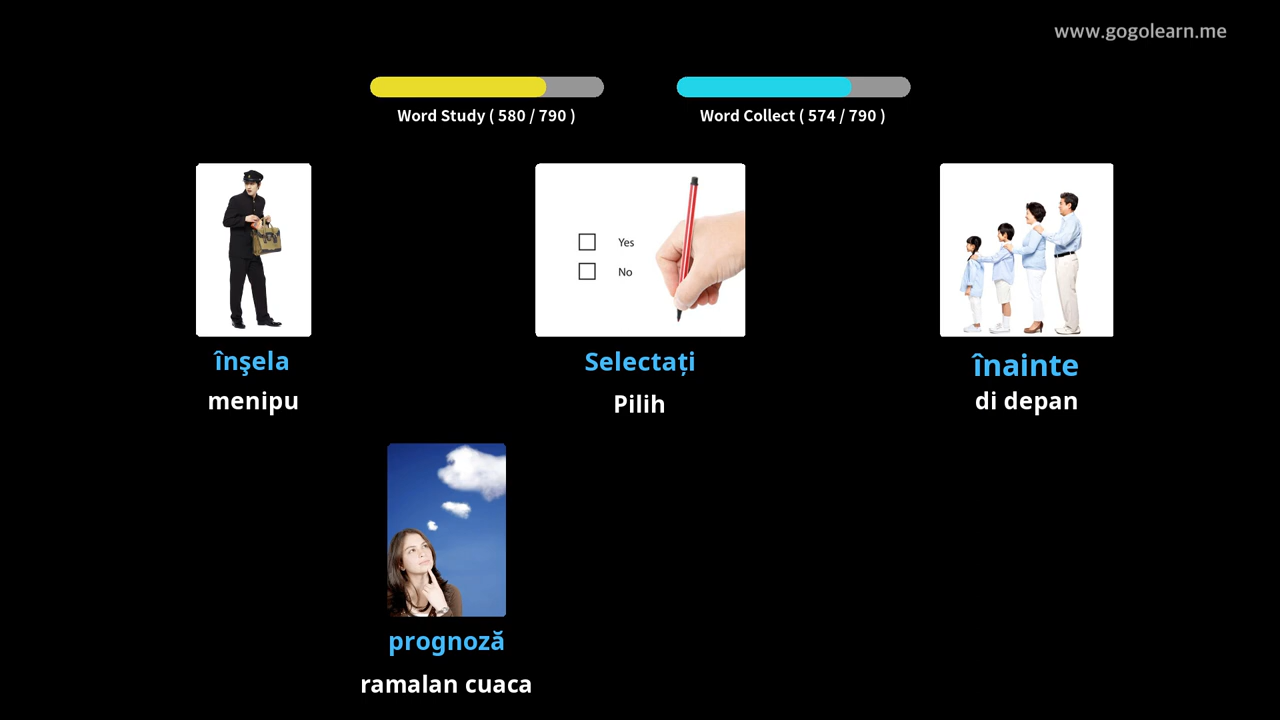 www.gogolearn.me
Word Study ( 580 / 790 )
Word Collect ( 574 / 790 )
Yes
No
înşela
Selectați
înainte
menipu
Pilih
di depan
prognoză
ramalan cuaca